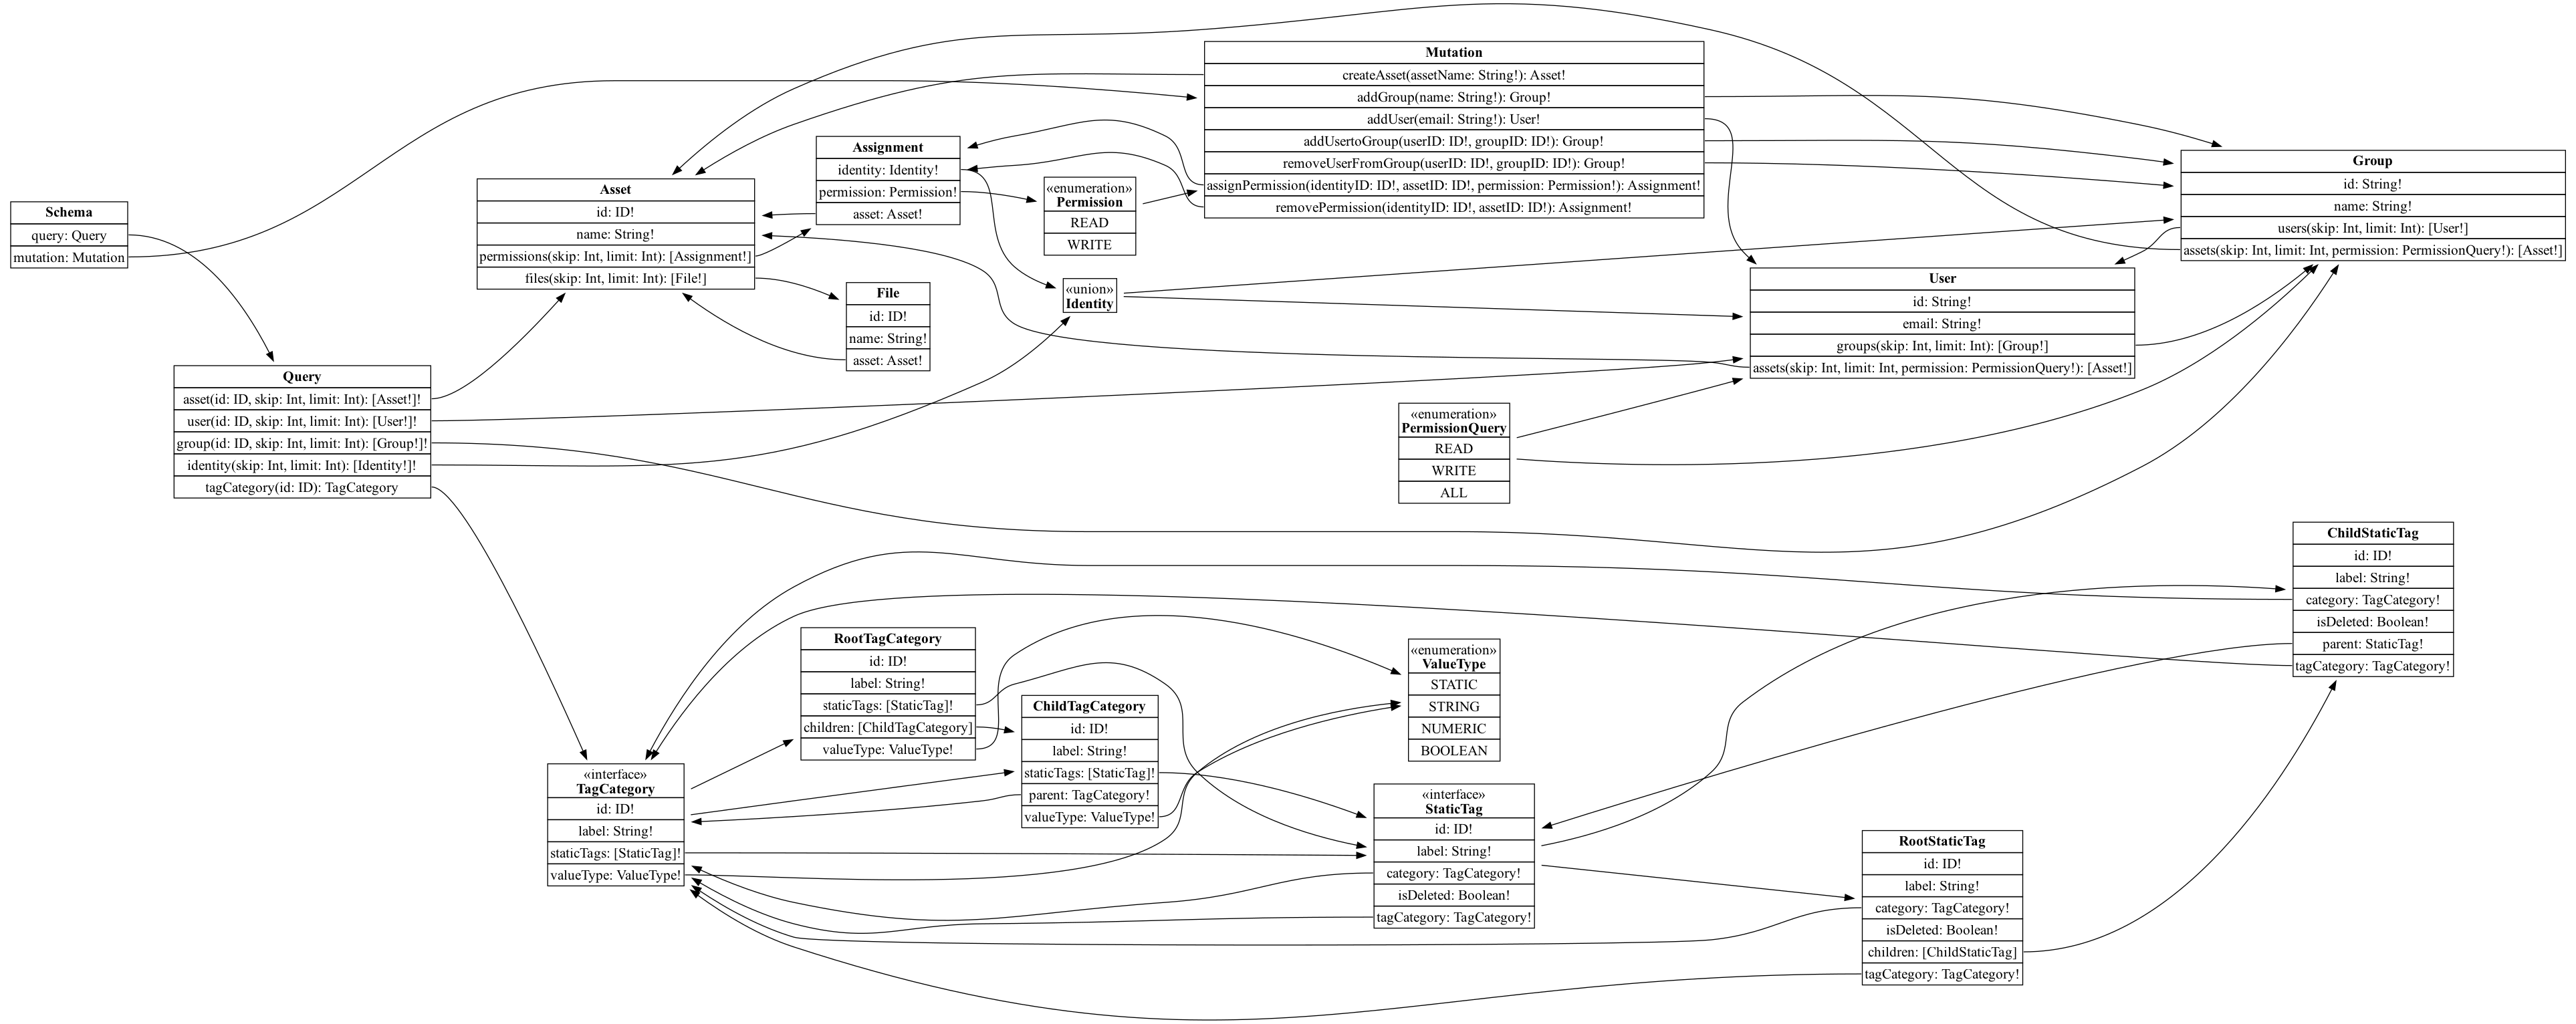 Schema
query: Query
mutation: Mutation
Query
asset(id: ID, skip: Int, limit: Int): [Asset!]!
user(id: ID, skip: Int, limit: Int): [User!]!
group(id: ID, skip: Int, limit: Int): [Group!]!
identity(skip: Int, limit: Int): [Identity!]!
tagCategory(id: ID): TagCategory
Asset
id: ID!
name: String!
permissions(skip: Int, limit: Int): [Assignment!]
files(skip: Int, limit: Int): [File!]
Assignment
identity: Identity!
permission: Permission!
asset: Asset!
File
id: ID!
name: String!
asset: Asset!
«enumeration»
Permission
READ
WRITE
«union»
Identity
Mutation
createAsset(assetName: String!): Asset!
addGroup(name: String!): Group!
addUser(email: String!): User!
addUsertoGroup(userID: ID!, groupID: ID!): Group!
removeUserFromGroup(userID: ID!, groupID: ID!): Group!
assignPermission(identityID: ID!, assetID: ID!, permission: Permission!): Assignment!
removePermission(identityID: ID!, assetID: ID!): Assignment!
Group
id: String!
name: String!
users(skip: Int, limit: Int): [User!]
assets(skip: Int, limit: Int, permission: PermissionQuery!): [Asset!]
User
id: String!
email: String!
groups(skip: Int, limit: Int): [Group!]
assets(skip: Int, limit: Int, permission: PermissionQuery!): [Asset!]
«enumeration»
PermissionQuery
READ
WRITE
ALL
«interface»
TagCategory
id: ID!
label: String!
staticTags: [StaticTag]!
valueType: ValueType!
RootTagCategory
id: ID!
label: String!
staticTags: [StaticTag]!
children: [ChildTagCategory]
valueType: ValueType!
ChildTagCategory
id: ID!
label: String!
staticTags: [StaticTag]!
parent: TagCategory!
valueType: ValueType!
«enumeration»
ValueType
STATIC
STRING
NUMERIC
BOOLEAN
«interface»
StaticTag
id: ID!
label: String!
category: TagCategory!
isDeleted: Boolean!
tagCategory: TagCategory!
RootStaticTag
id: ID!
label: String!
category: TagCategory!
isDeleted: Boolean!
children: [ChildStaticTag]
tagCategory: TagCategory!
ChildStaticTag
id: ID!
label: String!
category: TagCategory!
isDeleted: Boolean!
parent: StaticTag!
tagCategory: TagCategory!